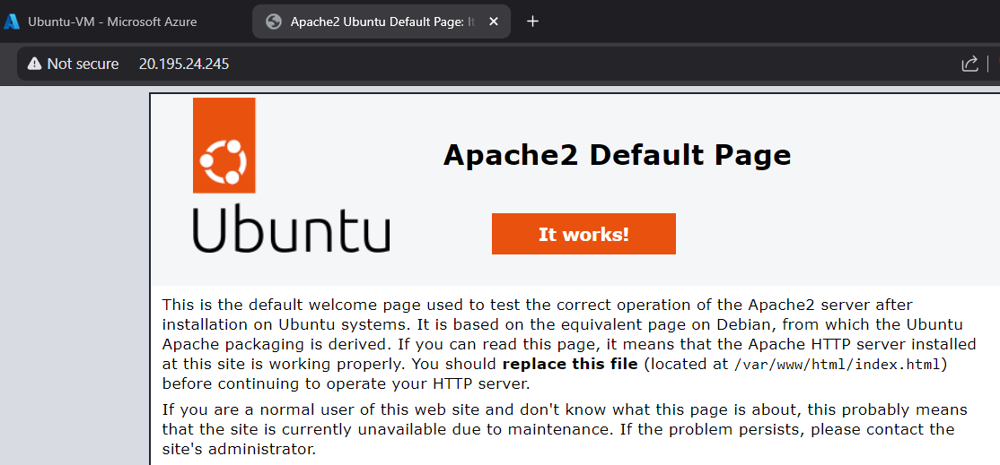 Ubuntu-VM - Microsoft Azure
Apache2 Ubuntu Default Page:
Not secure 20.195.24.245
Ubuntu
Apache2 Default Page
It works!
This is the default welcome page used to test the correct operation of the Apache2 server after
installation on Ubuntu systems. It is based on the equivalent page on Debian, from which the Ubuntu
Apache packaging is derived. If you can read this page, it means that the Apache HTTP server installed
at this site is working properly. You should replace this file (located at /var/www/html/index.html)
before continuing to operate your HTTP server.
If you are a normal user of this web site and don't know what this page is about, this probably means
that the site is currently unavailable due to maintenance. If the problem persists, please contact the
site's administrator.